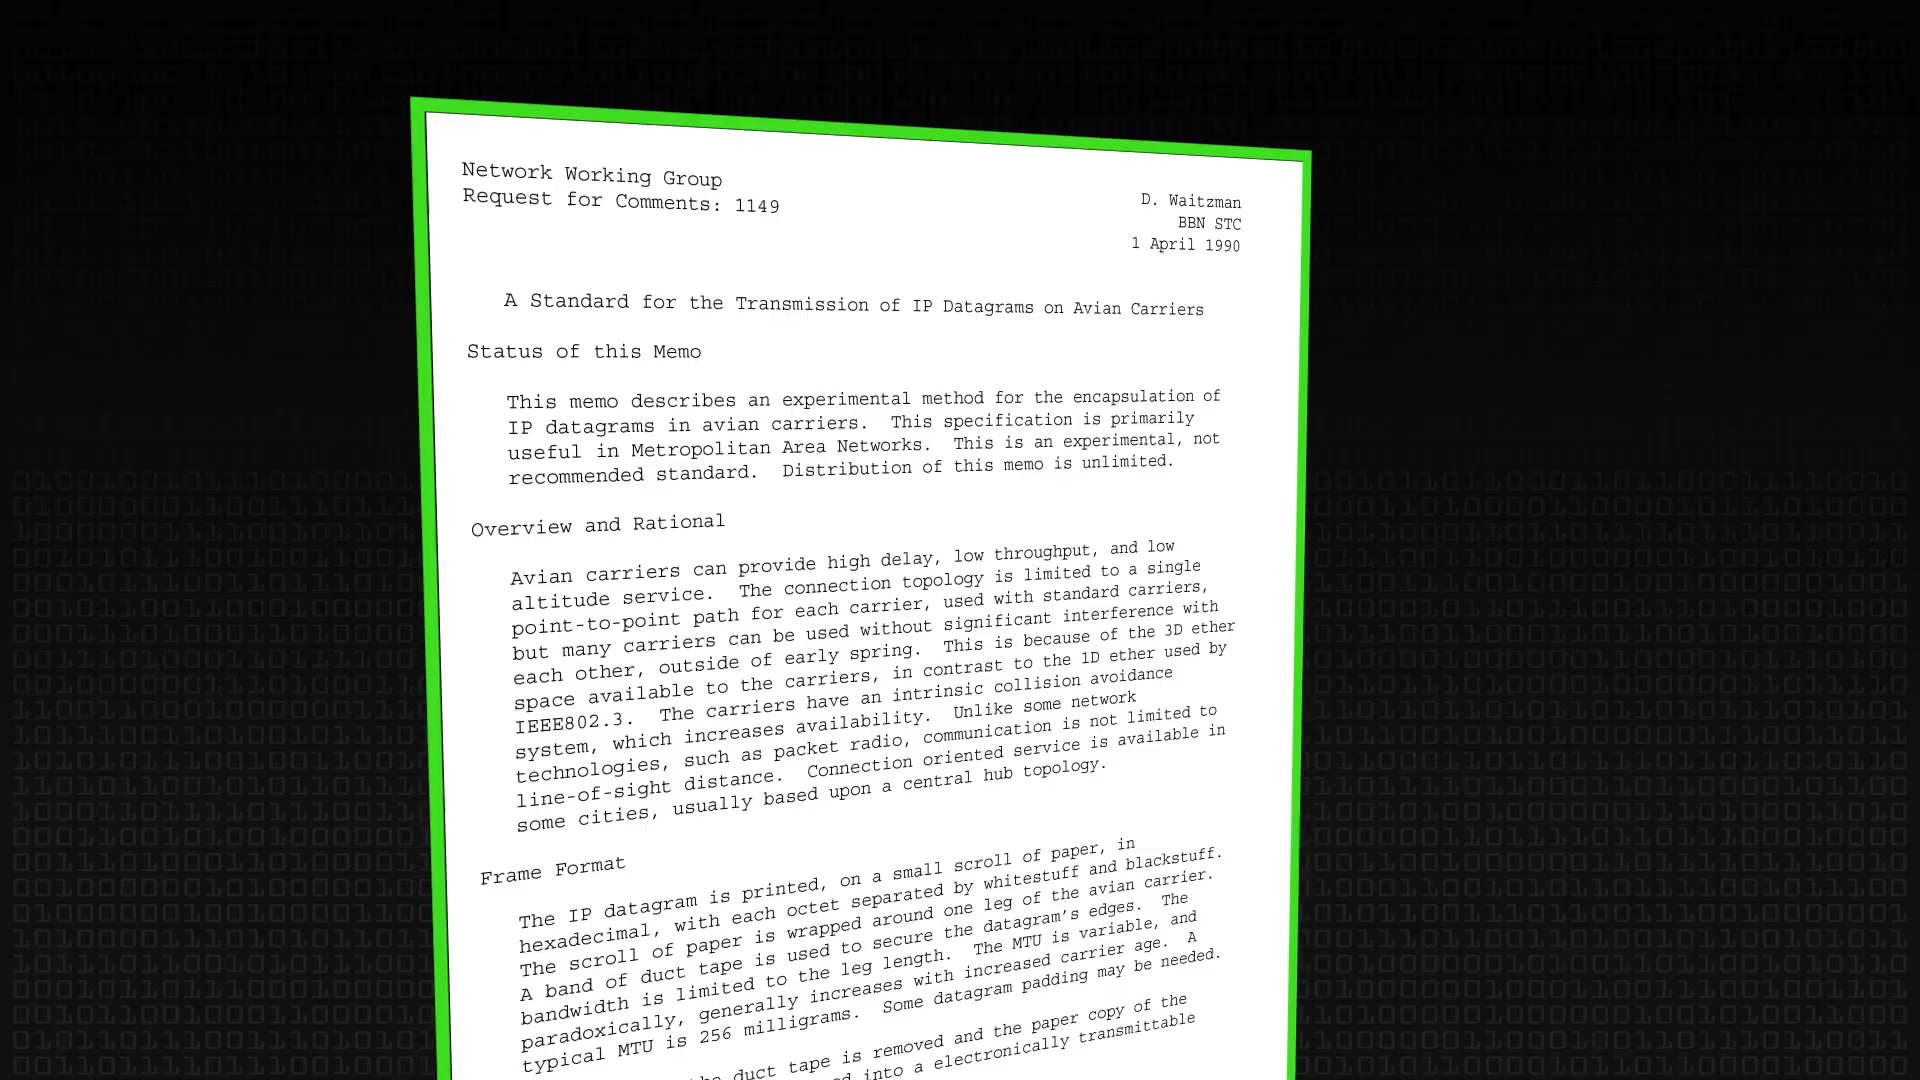 Network Working Group
Request for Comments: 1149
D. Waitzman
BBN STC
1 April 1990
A Standard for the Transmission of IP Datagrams on Avian Carriers
Status of this Memo
This memo describes an experimental method for the encapsulation of
IP datagrams in avian carriers. This specification is primarily
useful in Metropolitan Area Networks. This is an experimental, not
recommended standard. Distribution of this memo is unlimited.
Overview and Rational
Avian carriers can provide high delay, low throughput, and low
altitude service. The connection topology is limited to a single
point-to-point path for each carrier, used with standard carriers,
but many carriers can be used without significant interference with
each other, outside of early spring. This is because of the 3D ether
space available to the carriers, in contrast to the 1D ether used by
IEEE802.3. The carriers have an intrinsic collision avoidance
system, which increases availability. Unlike some network
technologies, such as packet radio, communication is not limited to
line-of-sight distance. Connection oriented service is available in
some cities, usually based upon a central hub topology.
Frame Format
The IP datagram is printed, on a small scroll of paper, in
hexadecimal, with each octet separated by whitestuff and blackstuff.
The scroll of paper is wrapped around one leg of the avian carrier.
A band of duct tape is used to secure the datagram's edges. The
bandwidth is limited to the leg length. The MTU is variable, and
paradoxically, generally increases with increased carrier age. A
typical MTU is 256 milligrams. Some datagram padding may be needed.
duct tape is removed and the paper copy of the
into a electronically transmittable